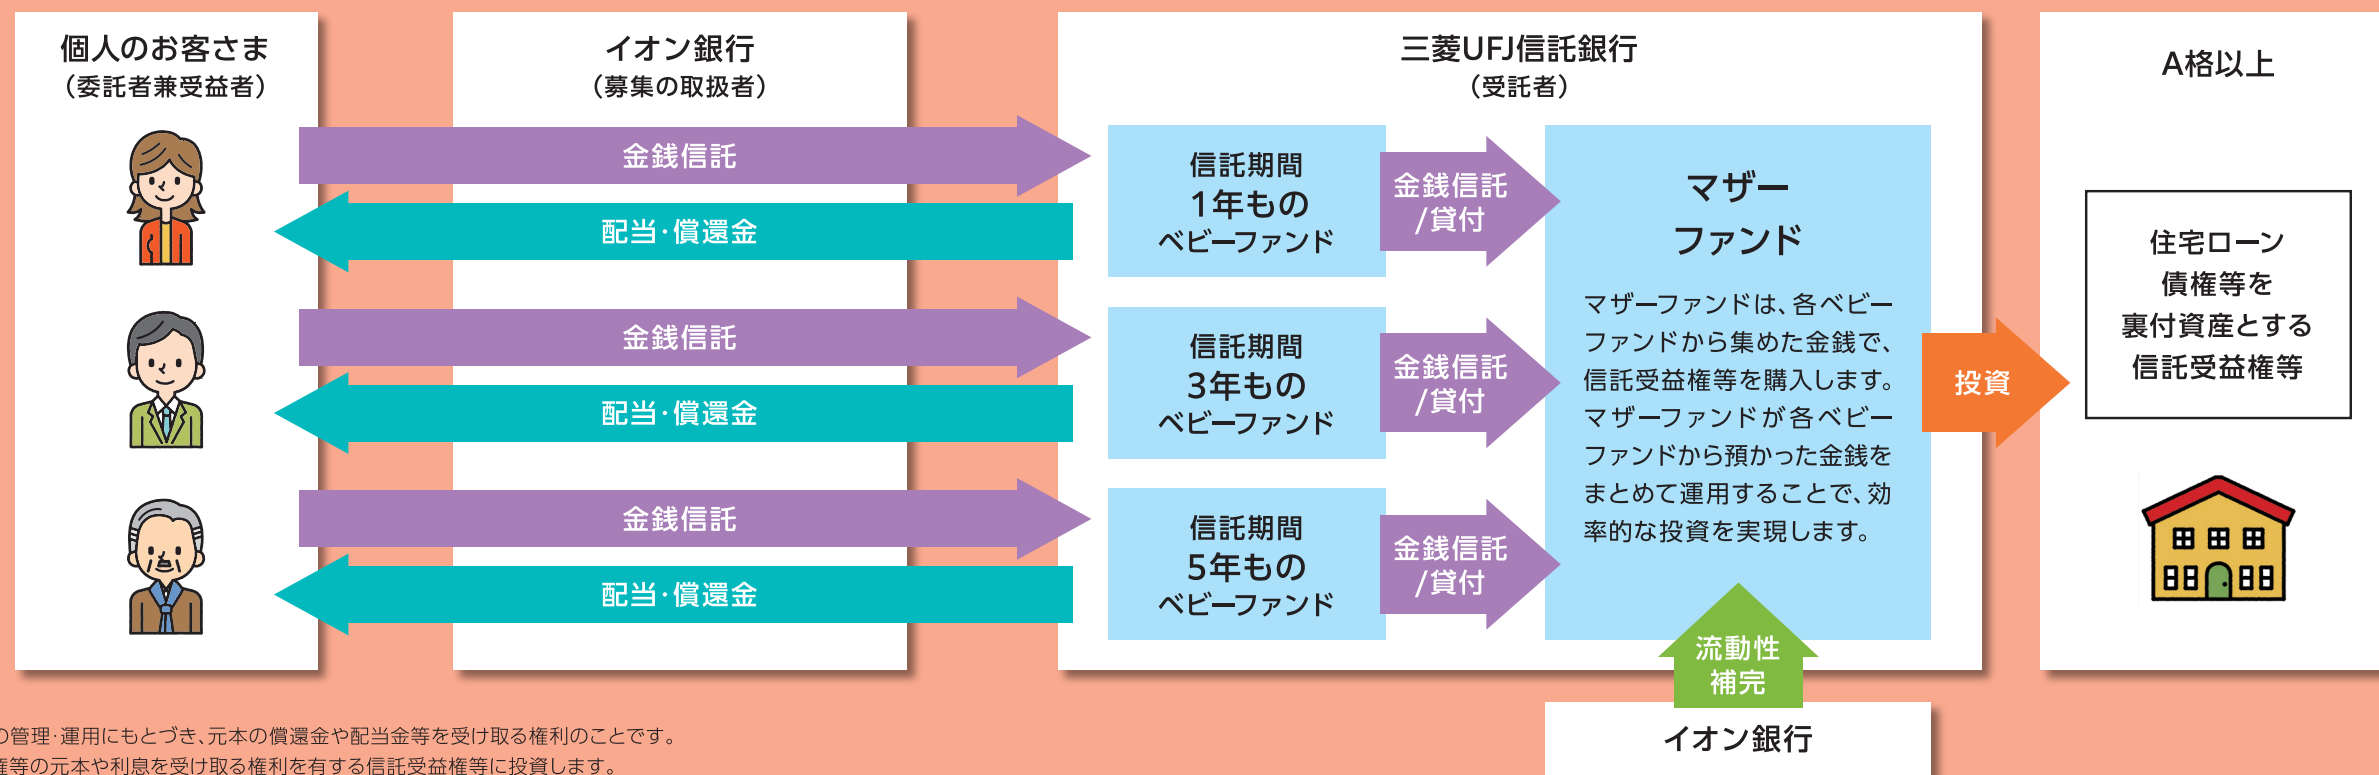 個人のお客さま
（委託者兼受益者）
イオン銀行
（募集の取扱者）
三菱UFJ信託銀行
（受託者）
A格以上
金銭信託
配当・償還金
金銭信託
配当・償還金
金銭信託
配当・償還金
信託期間
1年もの
ベビーファンド
信託期間
3年もの
ベビーファンド
信託期間
5年もの
ベビーファンド
金銭信託
/貸付
金銭信託
/貸付
金銭信託
/貸付
マザー
ファンド
マザーファンドは、各ベビー
ファンドから集めた金銭で、
信託受益権等を購入します。
マザーファンドが各ベビー
ファンドから預かった金銭を
まとめて運用することで、効
率的な投資を実現します。
投資
住宅ローン
債権等を
裏付資産とする
信託受益権等
流動性
補完
イオン銀行
の管理・運用にもとづき、元本の償還金や配当金等を受け取る権利のことです。
権等の元本や利息を受け取る権利を有する信託受益権等に投資します。